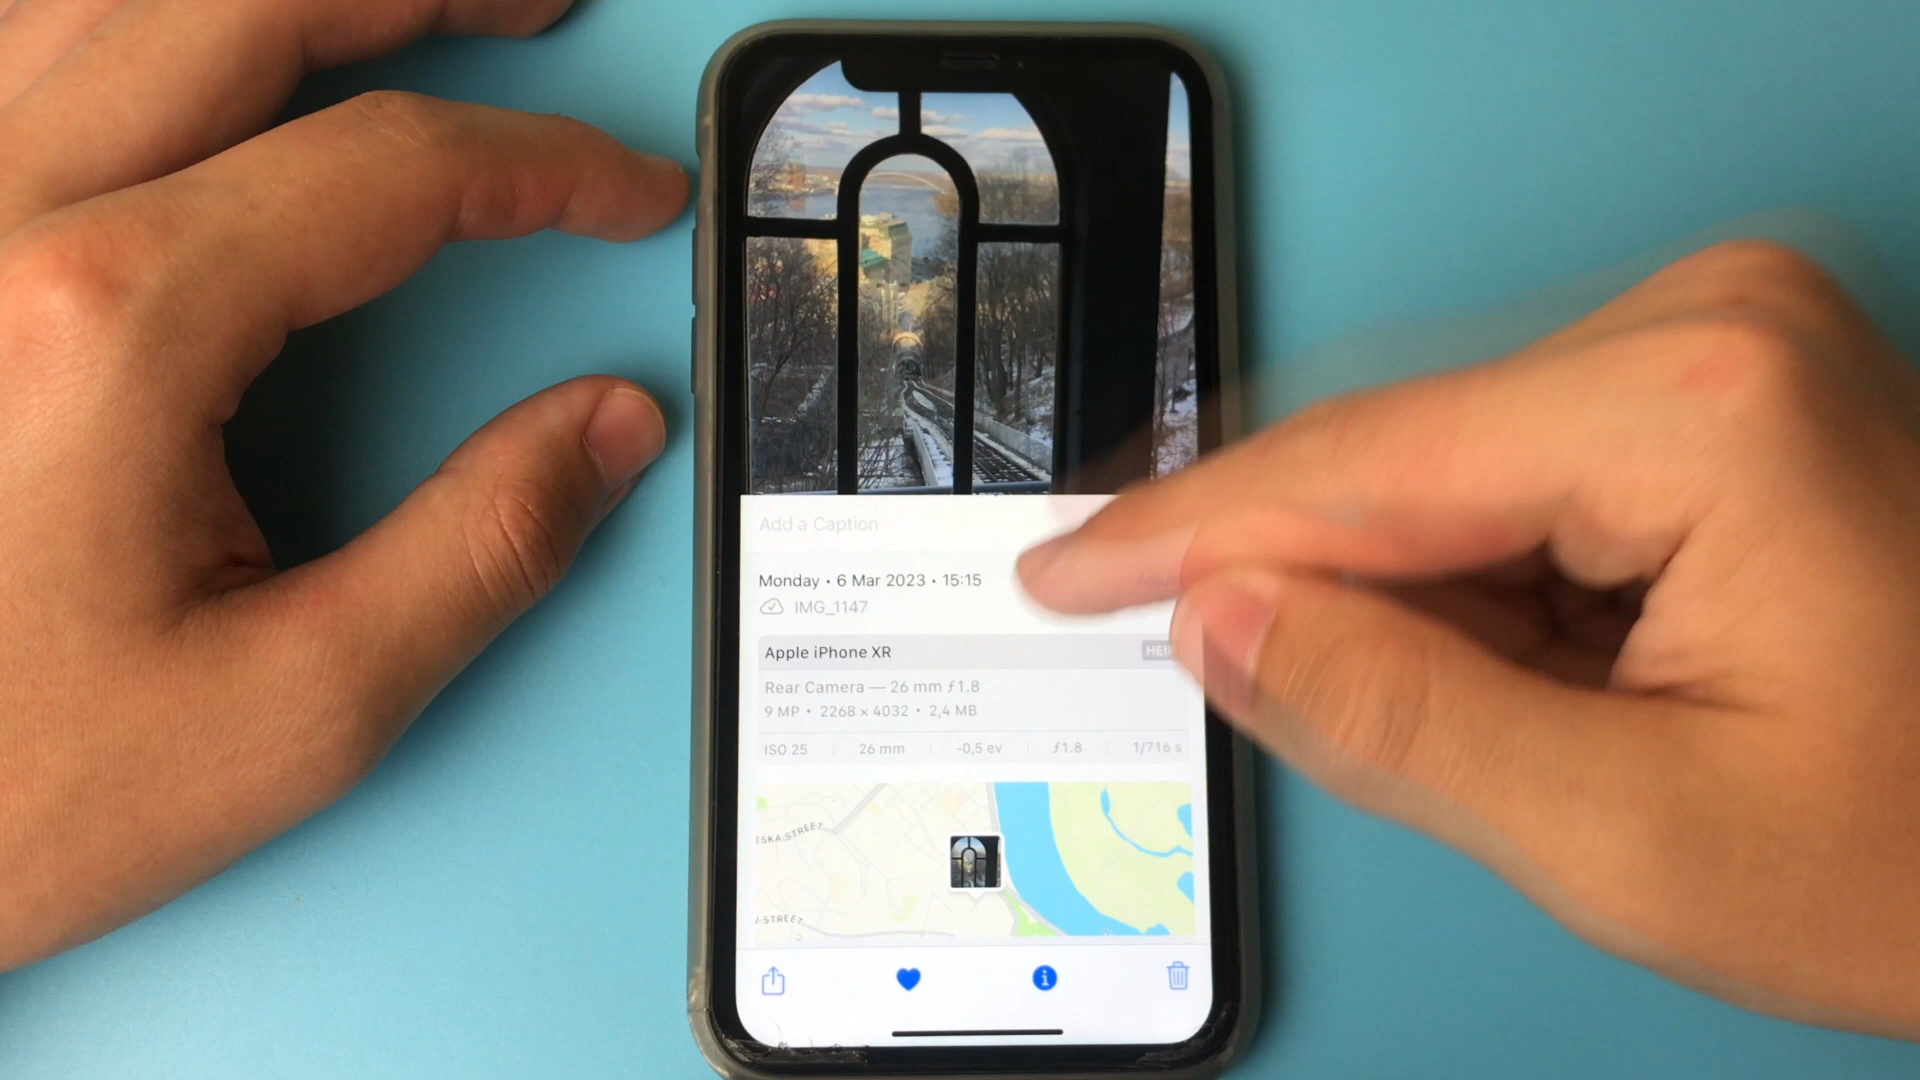 Add a Caption
Monday • 6 Mar 2023 • 15:15
IMG_1147
Apple iPhone XR
Rear Camera — 26 mm ƒ1.8
9 MP • 2268 × 4032 • 2,4 MB
ISO 25 | 26 mm | -0,5 ev | ƒ1.8 | 1/716 s
ESKA STREET
STREET